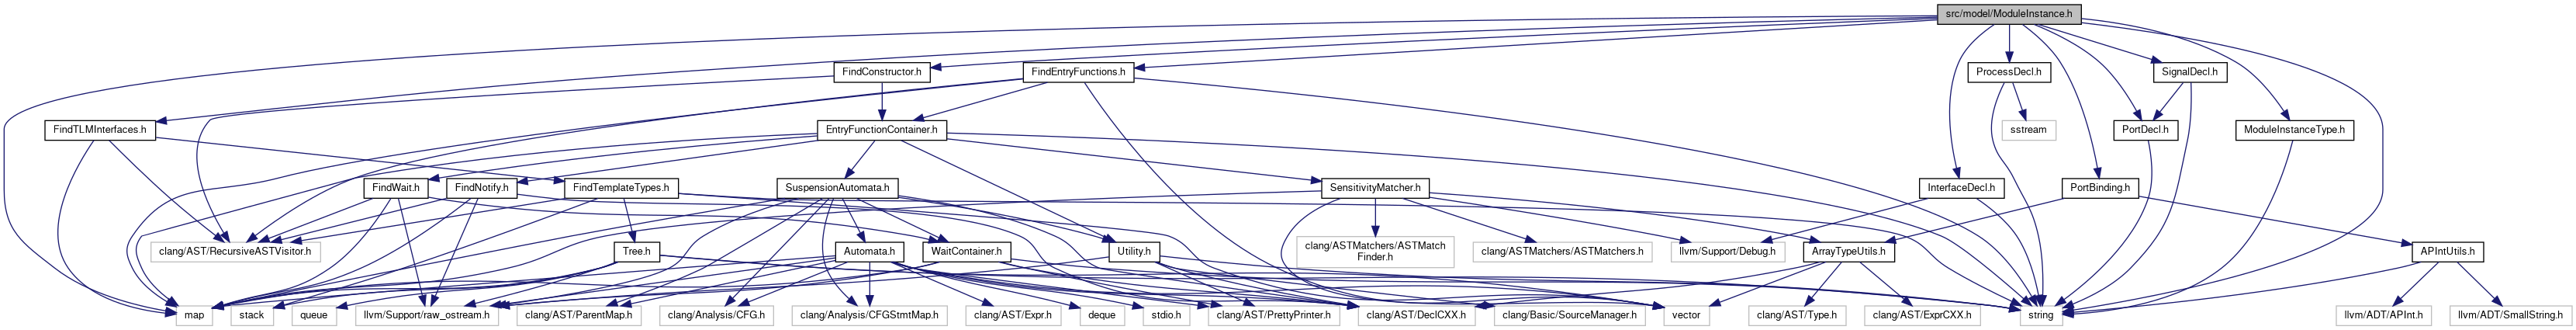 src/model/ModuleInstance.h
FindConstructor.h
FindEntryFunctions.h
ProcessDecl.h
SignalDecl.h
FindTLMInterfaces.h
EntryFunctionContainer.h
sstream
PortDecl.h
ModuleInstanceType.h
FindWait.h
FindNotify.h
FindTemplateTypes.h
SuspensionAutomata.h
SensitivityMatcher.h
InterfaceDecl.h
PortBinding.h
clang/AST/RecursiveASTVisitor.h
Tree.h
Automata.h
WaitContainer.h
Utility.h
clang/ASTMatchers/ASTMatch
Finder.h
clang/ASTMatchers/ASTMatchers.h
llvm/Support/Debug.h
ArrayTypeUtils.h
APIntUtils.h
map
stack
queue
llvm/Support/raw_ostream.h
clang/AST/ParentMap.h
clang/Analysis/CFG.h
clang/Analysis/CFGStmtMap.h
clang/AST/Expr.h
deque
stdio.h
clang/AST/PrettyPrinter.h
clang/AST/DeclCXX.h
clang/Basic/SourceManager.h
vector
clang/AST/Type.h
clang/AST/ExprCXX.h
string
llvm/ADT/APInt.h
llvm/ADT/SmallString.h